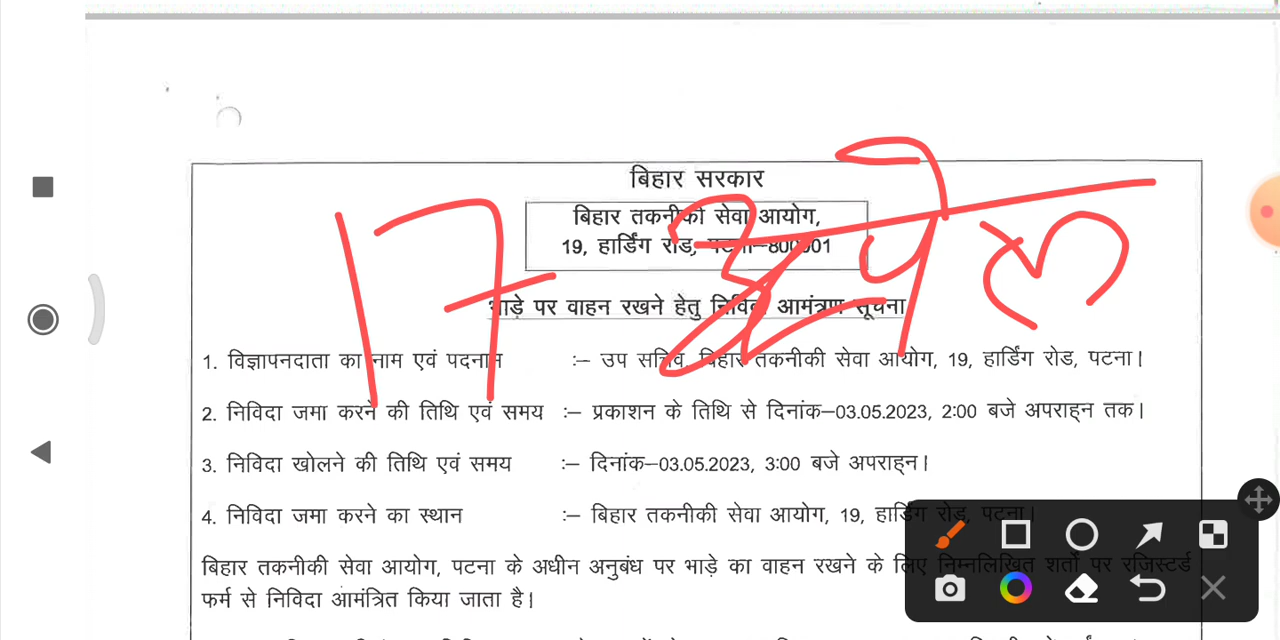 बिहार सरकार
बिहार तकनीकी सेवा आयोग,
19, हार्डिंग रोड, पटना–800001
भाड़े पर वाहन रखने हेतु निविदा आमंत्रण सूचना
1. विज्ञापनदाता का नाम एवं पदनाम :– उप सचिव, बिहार तकनीकी सेवा आयोग, 19, हार्डिंग रोड, पटना।
2. निविदा जमा करने की तिथि एवं समय :– प्रकाशन के तिथि से दिनांक–03.05.2023, 2:00 बजे अपराह्न तक।
3. निविदा खोलने की तिथि एवं समय :– दिनांक–03.05.2023, 3:00 बजे अपराह्न।
4. निविदा जमा करने का स्थान :– बिहार तकनीकी सेवा आयोग, 19, हार्डिंग रोड, पटना।
बिहार तकनीकी सेवा आयोग, पटना के अधीन अनुबंध पर भाड़े का वाहन रखने के लिए निम्नलिखित शर्तों पर रजिस्टर्ड
फर्म से निविदा आमंत्रित किया जाता है।
17 अप्रैल